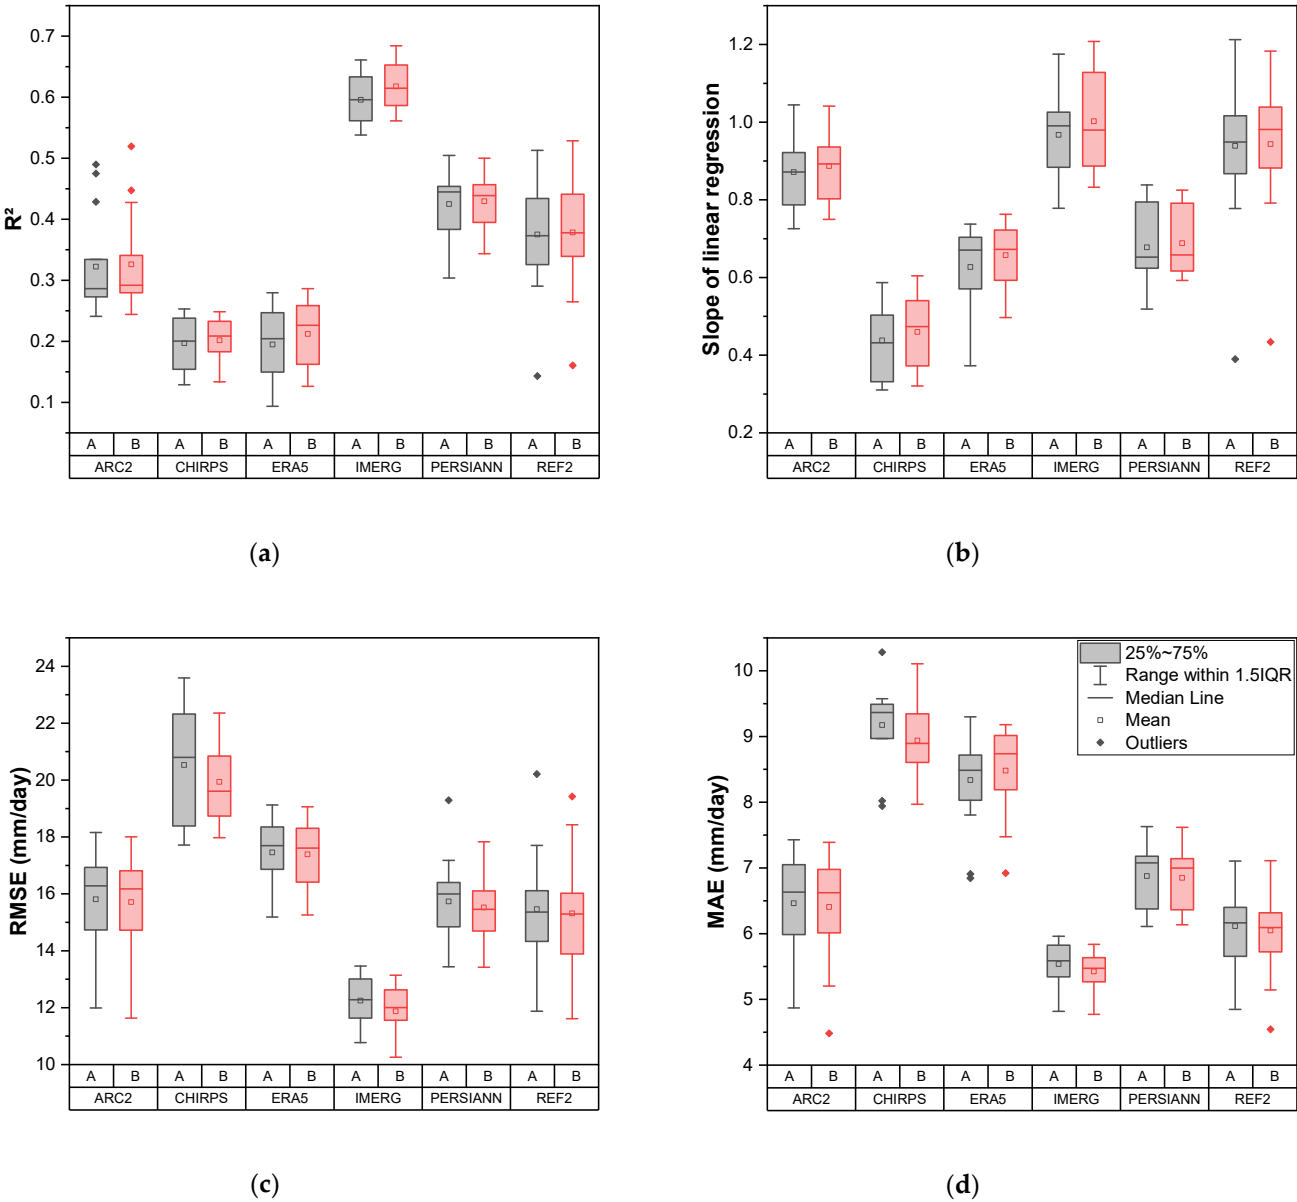 0.7
0.6
0.5
0.4
0.3
0.2
0.1
R²
A B A B A B A B A B A B
ARC2 CHIRPS ERA5 IMERG PERSIANN REF2
(a)
1.2
1.0
0.8
0.6
0.4
0.2
Slope of linear regression
A B A B A B A B A B A B
ARC2 CHIRPS ERA5 IMERG PERSIANN REF2
(b)
24
22
20
18
16
14
12
10
RMSE (mm/day)
A B A B A B A B A B A B
ARC2 CHIRPS ERA5 IMERG PERSIANN REF2
(c)
10
9
8
7
6
5
4
MAE (mm/day)
25%~75%
Range within 1.5IQR
Median Line
Mean
Outliers
A B A B A B A B A B A B
ARC2 CHIRPS ERA5 IMERG PERSIANN REF2
(d)